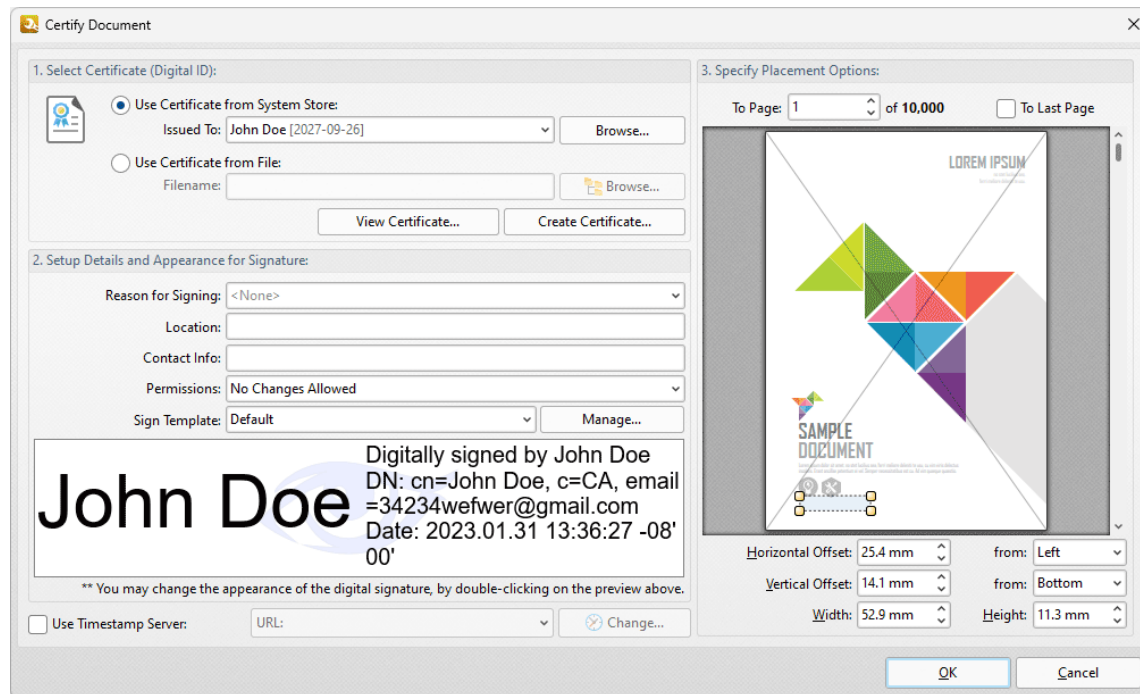 Certify Document
1. Select Certificate (Digital ID):
Use Certificate from System Store:
Issued To: John Doe [2027-09-26] Browse...
Use Certificate from File:
Filename: Browse...
View Certificate... Create Certificate...
2. Setup Details and Appearance for Signature:
Reason for Signing: <None>
Location:
Contact Info:
Permissions: No Changes Allowed
Sign Template: Default Manage...
John Doe
Digitally signed by John Doe
DN: cn=John Doe, c=CA, email
=34234wefwer@gmail.com
Date: 2023.01.31 13:36:27 -08'
00'
** You may change the appearance of the digital signature, by double-clicking on the preview above.
Use Timestamp Server: URL: Change...
3. Specify Placement Options:
To Page: 1 of 10,000 To Last Page
LOREM IPSUM
SAMPLE
DOCUMENT
Horizontal Offset: 25.4 mm from: Left
Vertical Offset: 14.1 mm from: Bottom
Width: 52.9 mm Height: 11.3 mm
OK Cancel